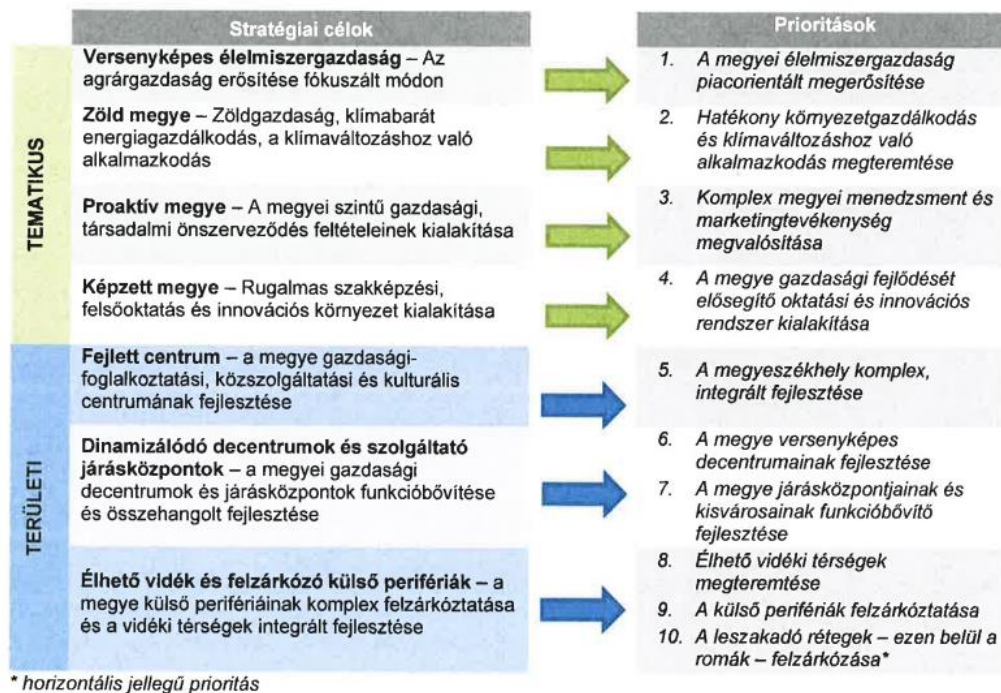 Stratégiai célok
Prioritások
TEMATIKUS
Versenyképes élelmiszergazdaság – Az
agrárgazdaság erősítése fókuszált módon
1. A megyei élelmiszergazdaság
piacorientált megerősítése
Zöld megye – Zöldgazdaság, klímabarát
energiagazdálkodás, a klímaváltozáshoz való
alkalmazkodás
2. Hatékony környezetgazdálkodás
és klímaváltozáshoz való
alkalmazkodás megteremtése
Proaktív megye – A megyei szintű gazdasági,
társadalmi önszerveződés feltételeinek kialakítása
3. Komplex megyei menedzsment és
marketingtevékenység
megvalósítása
Képzett megye – Rugalmas szakképzési,
felsőoktatás és innovációs környezet kialakítása
4. A megye gazdasági fejlődését
elősegítő oktatási és innovációs
rendszer kialakítása
TERÜLETI
Fejlett centrum – a megye gazdasági-
foglalkoztatási, közszolgáltatási és kulturális
centrumának fejlesztése
5. A megyeszékhely komplex,
integrált fejlesztése
Dinamizálódó decentrumok és szolgáltató
járásközpontok – a megyei gazdasági
decentrumok és járásközpontok funkcióbővítése
és összehangolt fejlesztése
6. A megye versenyképes
decentrumainak fejlesztése
7. A megye járásközpontjainak és
kisvárosainak funkcióbővítő
fejlesztése
Élhető vidék és felzárkózó külső perifériák – a
megye külső perifériáinak komplex felzárkóztatása
és a vidéki térségek integrált fejlesztése
8. Élhető vidéki térségek
megteremtése
9. A külső perifériák felzárkóztatása
10. A leszakadó rétegek – ezen belül a
romák – felzárkózása*
* horizontális jellegű prioritás